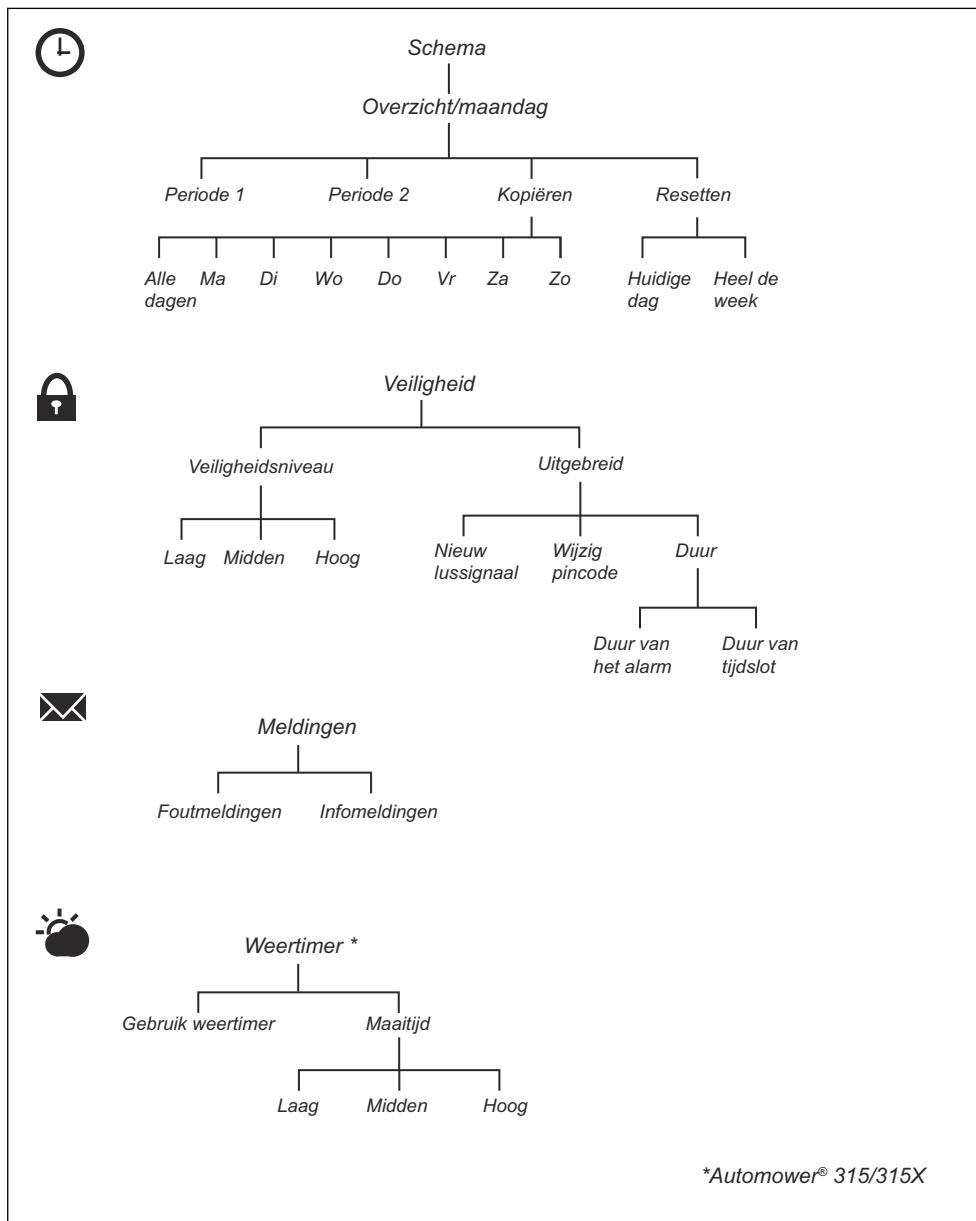 Schema
Overzicht/maandag
Periode 1 Periode 2 Kopiëren Resetten
Alle dagen Ma Di Wo Do Vr Za Zo Huidige dag Heel de week
Veiligheid
Veiligheidsniveau Uitgebreid
Laag Midden Hoog Nieuw lussignaal Wijzig pincode Duur
Duur van het alarm Duur van tijdslot
Meldingen
Foutmeldingen Infomeldingen
Weertimer *
Gebruik weertimer Maaitijd
Laag Midden Hoog
*Automower® 315/315X